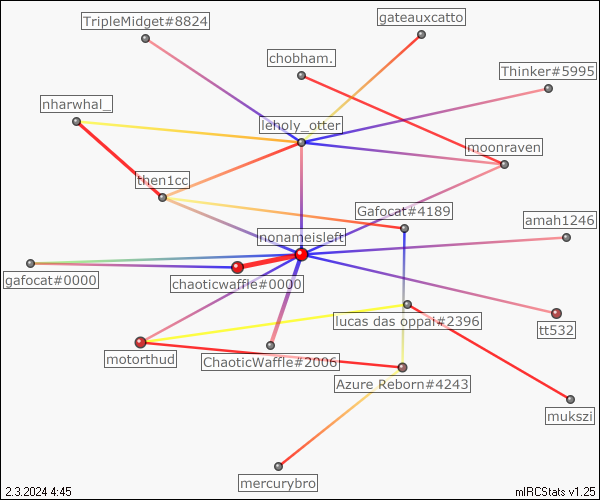 TripleMidget#8824
gateauxcatto
chobham.
Thinker#5995
nharwhal_
leholy_otter
moonraven
then1cc
Gafocat#4189
amah1246
nonameisleft
gafocat#0000
chaoticwaffle#0000
lucas das oppai#2396
tt532
motorthud
ChaoticWaffle#2006
Azure Reborn#4243
mukszi
mercurybro
2.3.2024 4:45
mIRCStats v1.25